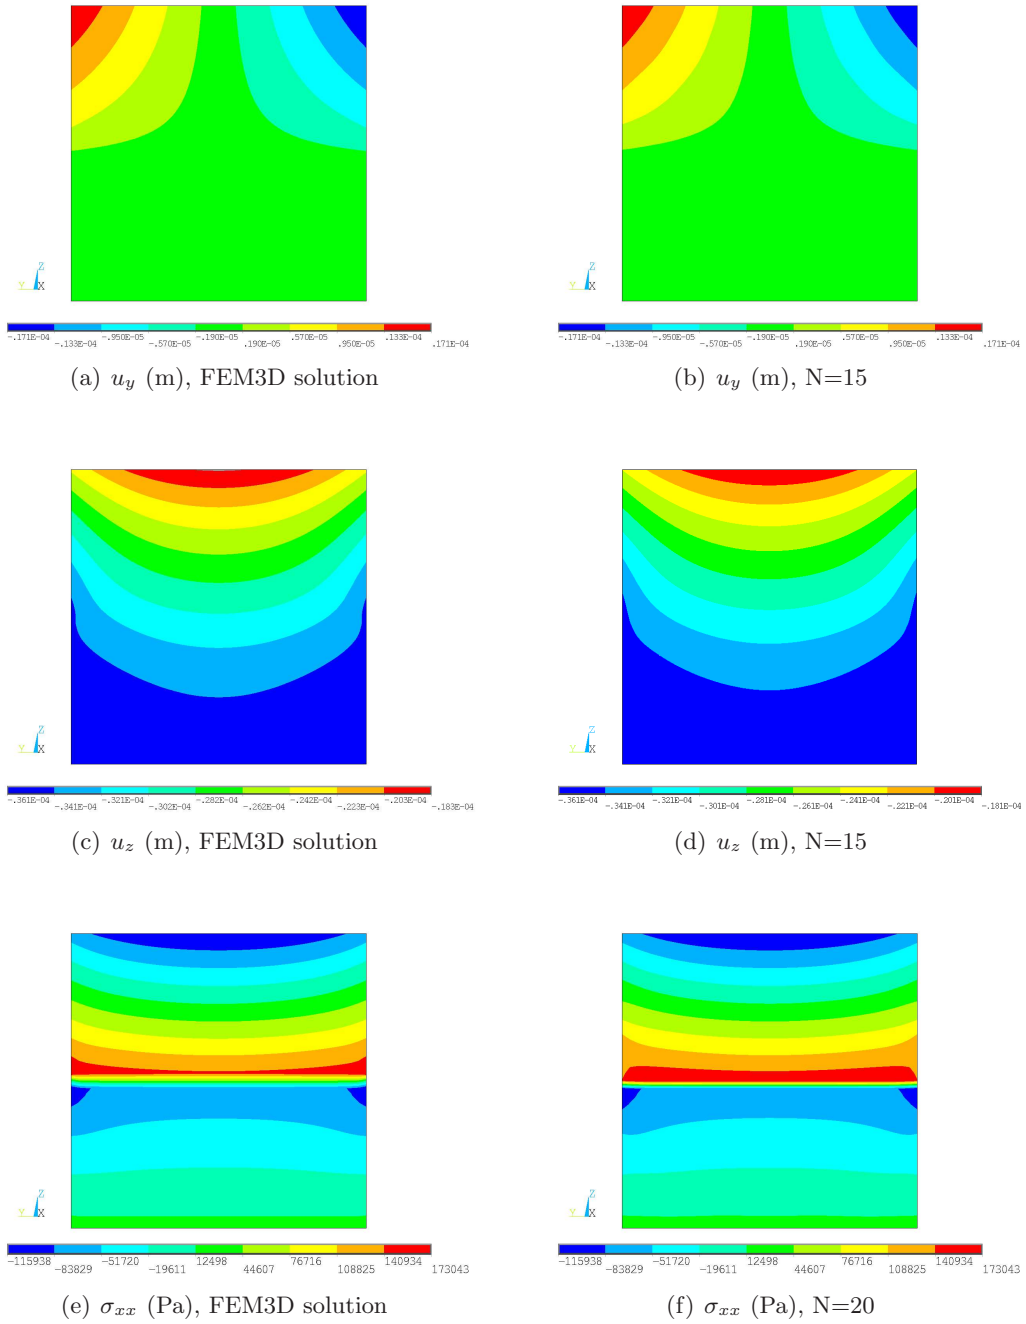 Z
Y X
Z
Y X
-.171E-04 -.950E-05 -.190E-05 .570E-05 .133E-04
-.133E-04 -.570E-05 .190E-05 .950E-05 .171E-04
-.171E-04 -.950E-05 -.190E-05 .570E-05 .133E-04
-.133E-04 -.570E-05 .190E-05 .950E-05 .171E-04
(a) u_y (m), FEM3D solution
(b) u_y (m), N=15
Z
Y X
Z
Y X
-.361E-04 -.321E-04 -.282E-04 -.242E-04 -.203E-04
-.341E-04 -.302E-04 -.262E-04 -.223E-04 -.183E-04
-.361E-04 -.321E-04 -.281E-04 -.241E-04 -.201E-04
-.341E-04 -.301E-04 -.261E-04 -.221E-04 -.181E-04
(c) u_z (m), FEM3D solution
(d) u_z (m), N=15
Z
Y X
Z
Y X
-115938 -51720 12498 76716 140934
-83829 -19611 44607 108825 173043
-115938 -51720 12498 76716 140934
-83829 -19611 44607 108825 173043
(e) σ_xx (Pa), FEM3D solution
(f) σ_xx (Pa), N=20